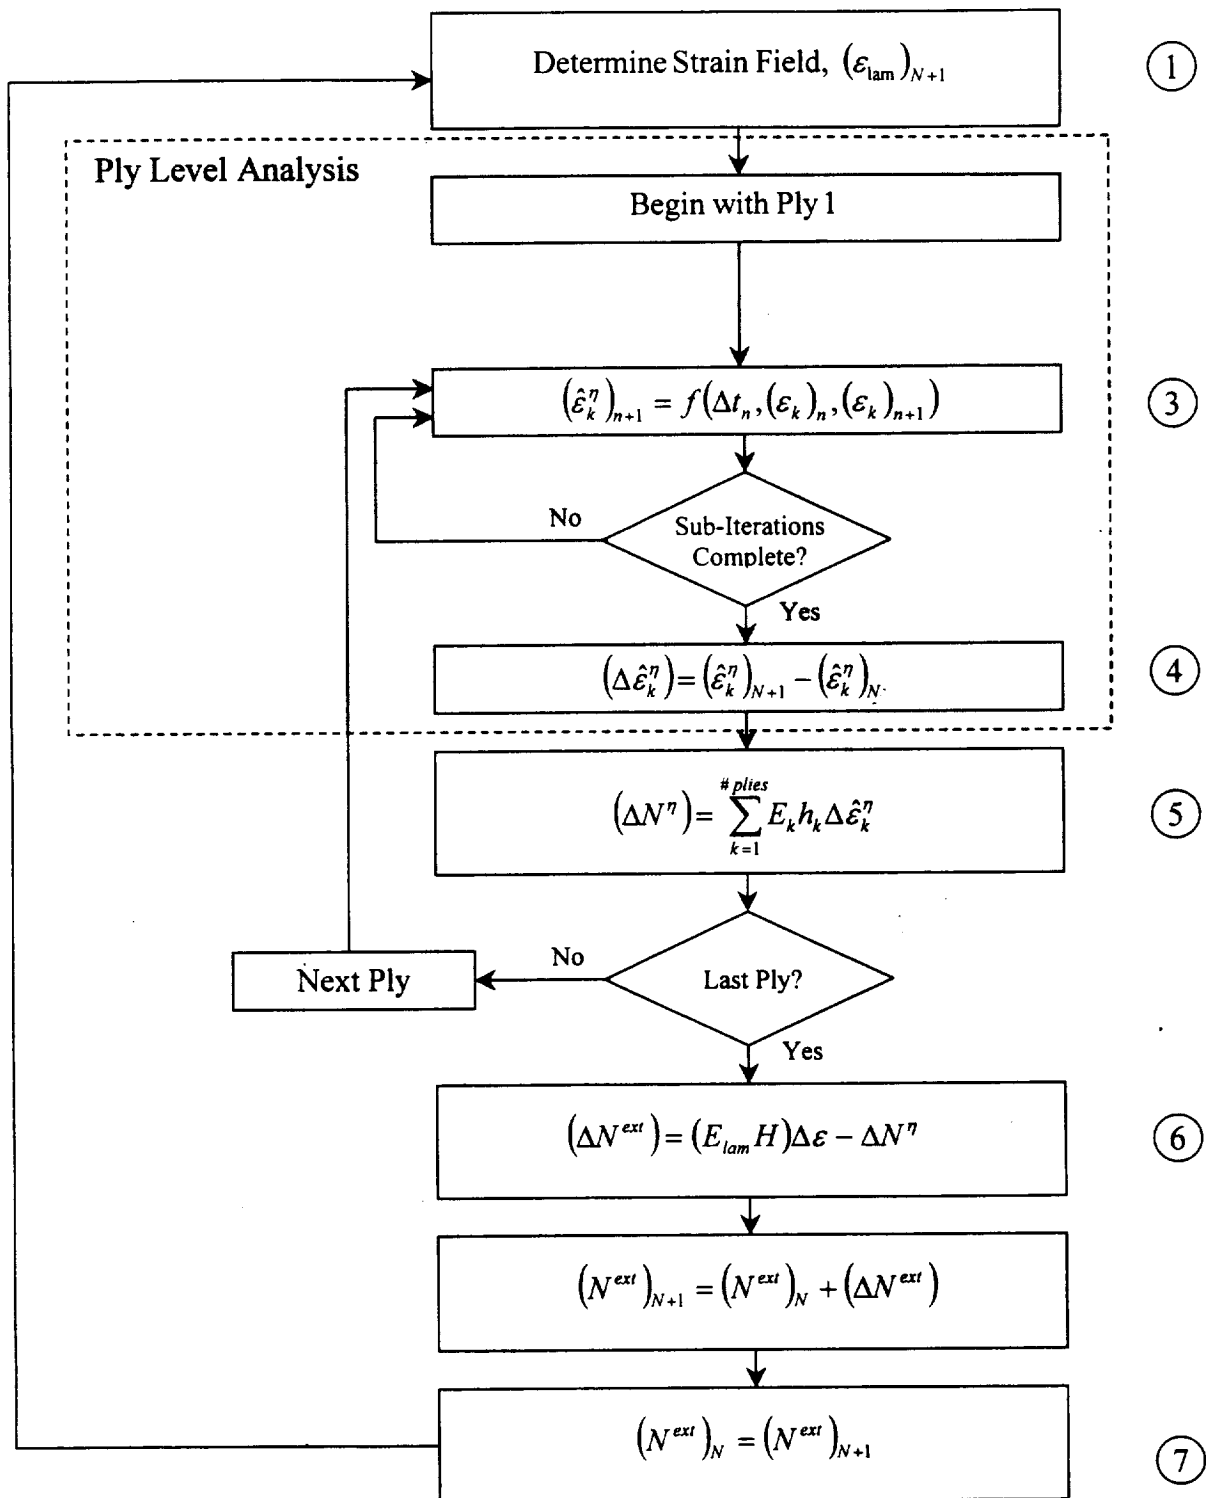 Determine Strain Field, (ε_lam)_{N+1}
1
Ply Level Analysis
Begin with Ply 1
(ε̂_k^η)_{n+1} = f(Δt_n, (ε_k)_n, (ε_k)_{n+1})
3
No
Sub-Iterations
Complete?
Yes
(Δε̂_k^η) = (ε̂_k^η)_{N+1} − (ε̂_k^η)_N
4
(ΔN^η) = ∑_{k=1}^{# plies} E_k h_k Δε̂_k^η
5
Next Ply
No
Last Ply?
Yes
(ΔN^{ext}) = (E_{lam} H)Δε − ΔN^η
6
(N^{ext})_{N+1} = (N^{ext})_N + (ΔN^{ext})
(N^{ext})_N = (N^{ext})_{N+1}
7